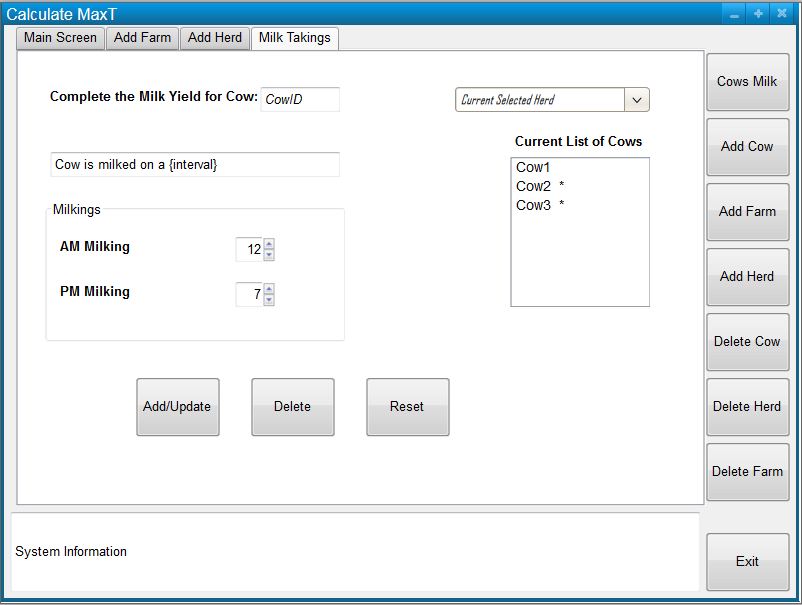 Calculate MaxT
Main Screen
Add Farm
Add Herd
Milk Takings
Complete the Milk Yield for Cow:
CowID
Current Selected Herd
Cow is milked on a {interval}
Current List of Cows
Cow1
Cow2 *
Cow3 *
Milkings
AM Milking
12
PM Milking
7
Add/Update
Delete
Reset
Cows Milk
Add Cow
Add Farm
Add Herd
Delete Cow
Delete Herd
Delete Farm
Exit
System Information